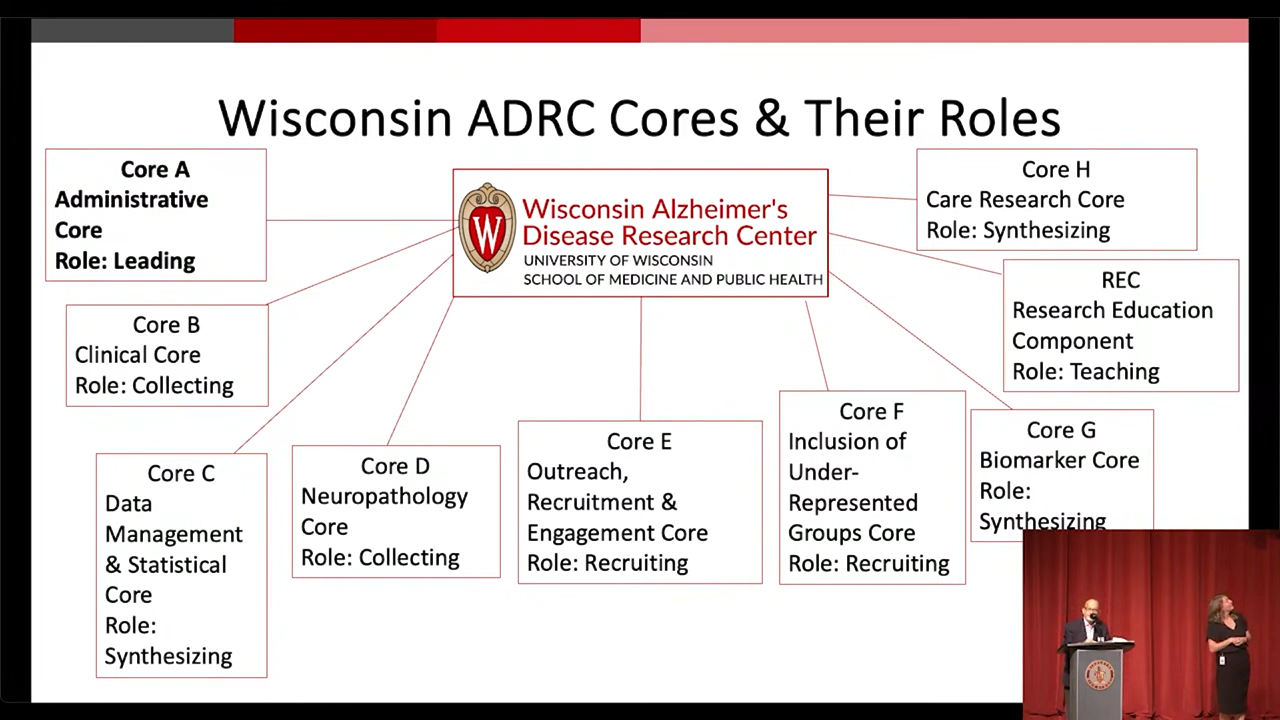 Wisconsin ADRC Cores & Their Roles
Core A
Administrative
Core
Role: Leading
Core B
Clinical Core
Role: Collecting
Core C
Data
Management
& Statistical
Core
Role:
Synthesizing
Core D
Neuropathology
Core
Role: Collecting
W
Wisconsin Alzheimer's
Disease Research Center
UNIVERSITY OF WISCONSIN
SCHOOL OF MEDICINE AND PUBLIC HEALTH
Core E
Outreach,
Recruitment &
Engagement Core
Role: Recruiting
Core F
Inclusion of
Under-
Represented
Groups Core
Role: Recruiting
Core G
Biomarker Core
Role:
Synthesizing
REC
Research Education
Component
Role: Teaching
Core H
Care Research Core
Role: Synthesizing